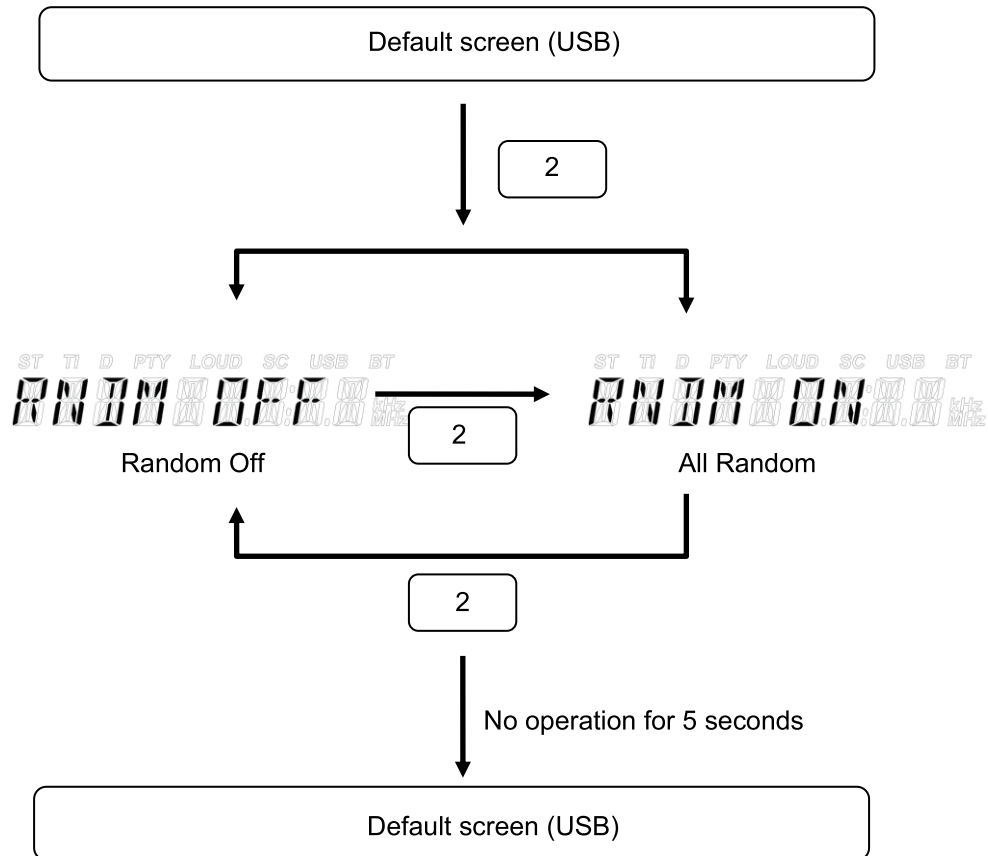 Default screen (USB)
2
ST TI D PTY LOUD SC USB BT
RNDM OFF kHz MHz
ST TI D PTY LOUD SC USB BT
RNDM ON kHz MHz
2
Random Off
All Random
2
No operation for 5 seconds
Default screen (USB)